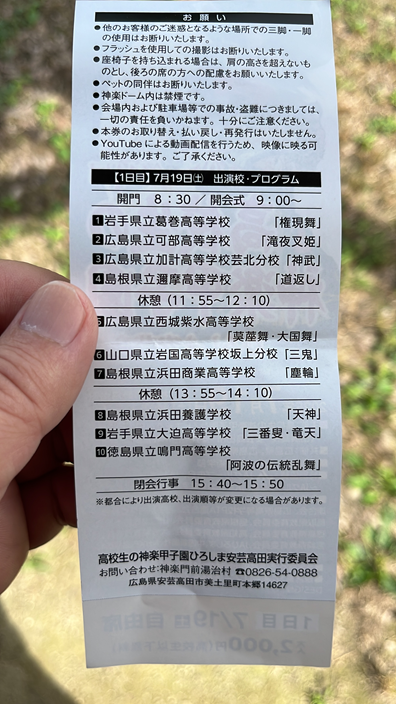 お願い
●他のお客様のご迷惑となるような場所での三脚・一脚
の使用はお断りいたします。
●フラッシュを使用しての撮影はお断りいたします。
●座椅子を持ち込まれる場合は、肩の高さを超えないも
のとし、後ろの席の方への配慮をお願いいたします。
●ペットの同伴はお断りいたします。
●神楽ドーム内は禁煙です。
●会場内および駐車場等での事故・盗難につきましては、
一切の責任を負いかねます。十分にご注意ください。
●本券のお取り替え・払い戻し・再発行はいたしません。
●YouTubeによる動画配信を行うため、映像に映る可
能性があります。ご了承ください。
【1日目】7月19日㊏ 出演校・プログラム
開門 8：30／開会式 9：00〜
1 岩手県立葛巻高等学校 「権現舞」
2 広島県立可部高等学校 「滝夜叉姫」
3 広島県立加計高等学校芸北分校「神武」
4 島根県立邇摩高等学校 「道返し」
休憩（11：55〜12：10）
5 広島県立西城紫水高等学校
「茣蓙舞・大国舞」
6 山口県立岩国高等学校坂上分校「三鬼」
7 島根県立浜田商業高等学校 「塵輪」
休憩（13：55〜14：10）
8 島根県立浜田養護学校 「天神」
9 岩手県立大迫高等学校 「三番叟・竜天」
10 徳島県立鳴門高等学校
「阿波の伝統乱舞」
閉会行事 15：40〜15：50
※都合により出演高校、出演順等が変更になる場合があります。
高校生の神楽甲子園ひろしま安芸高田実行委員会
お問い合わせ：神楽門前湯治村 ☎0826-54-0888
広島県安芸高田市美土里町本郷14627